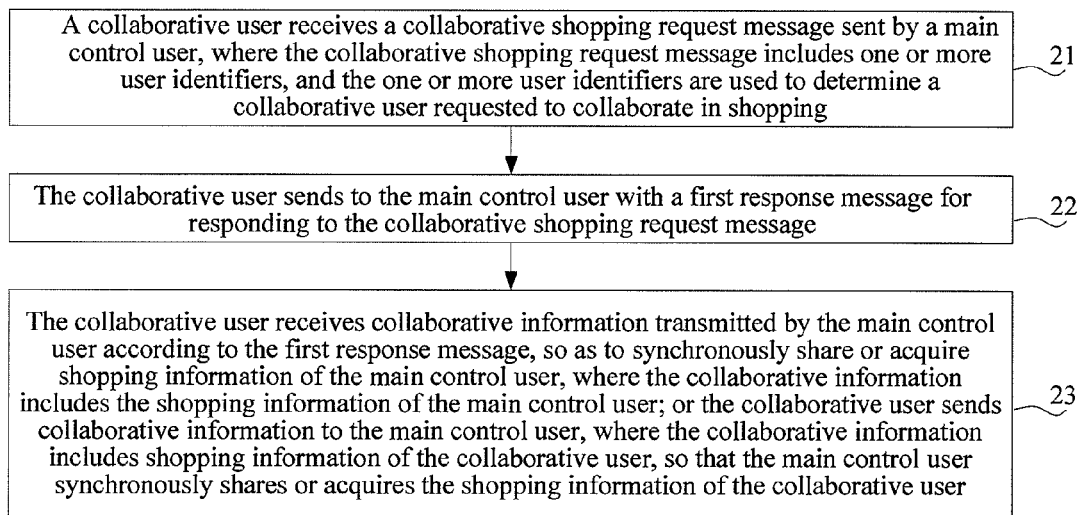 A collaborative user receives a collaborative shopping request message sent by a main
control user, where the collaborative shopping request message includes one or more
user identifiers, and the one or more user identifiers are used to determine a
collaborative user requested to collaborate in shopping
21
The collaborative user sends to the main control user with a first response message for
responding to the collaborative shopping request message
22
The collaborative user receives collaborative information transmitted by the main control
user according to the first response message, so as to synchronously share or acquire
shopping information of the main control user, where the collaborative information
includes the shopping information of the main control user; or the collaborative user sends
collaborative information to the main control user, where the collaborative information
includes shopping information of the collaborative user, so that the main control user
synchronously shares or acquires the shopping information of the collaborative user
23